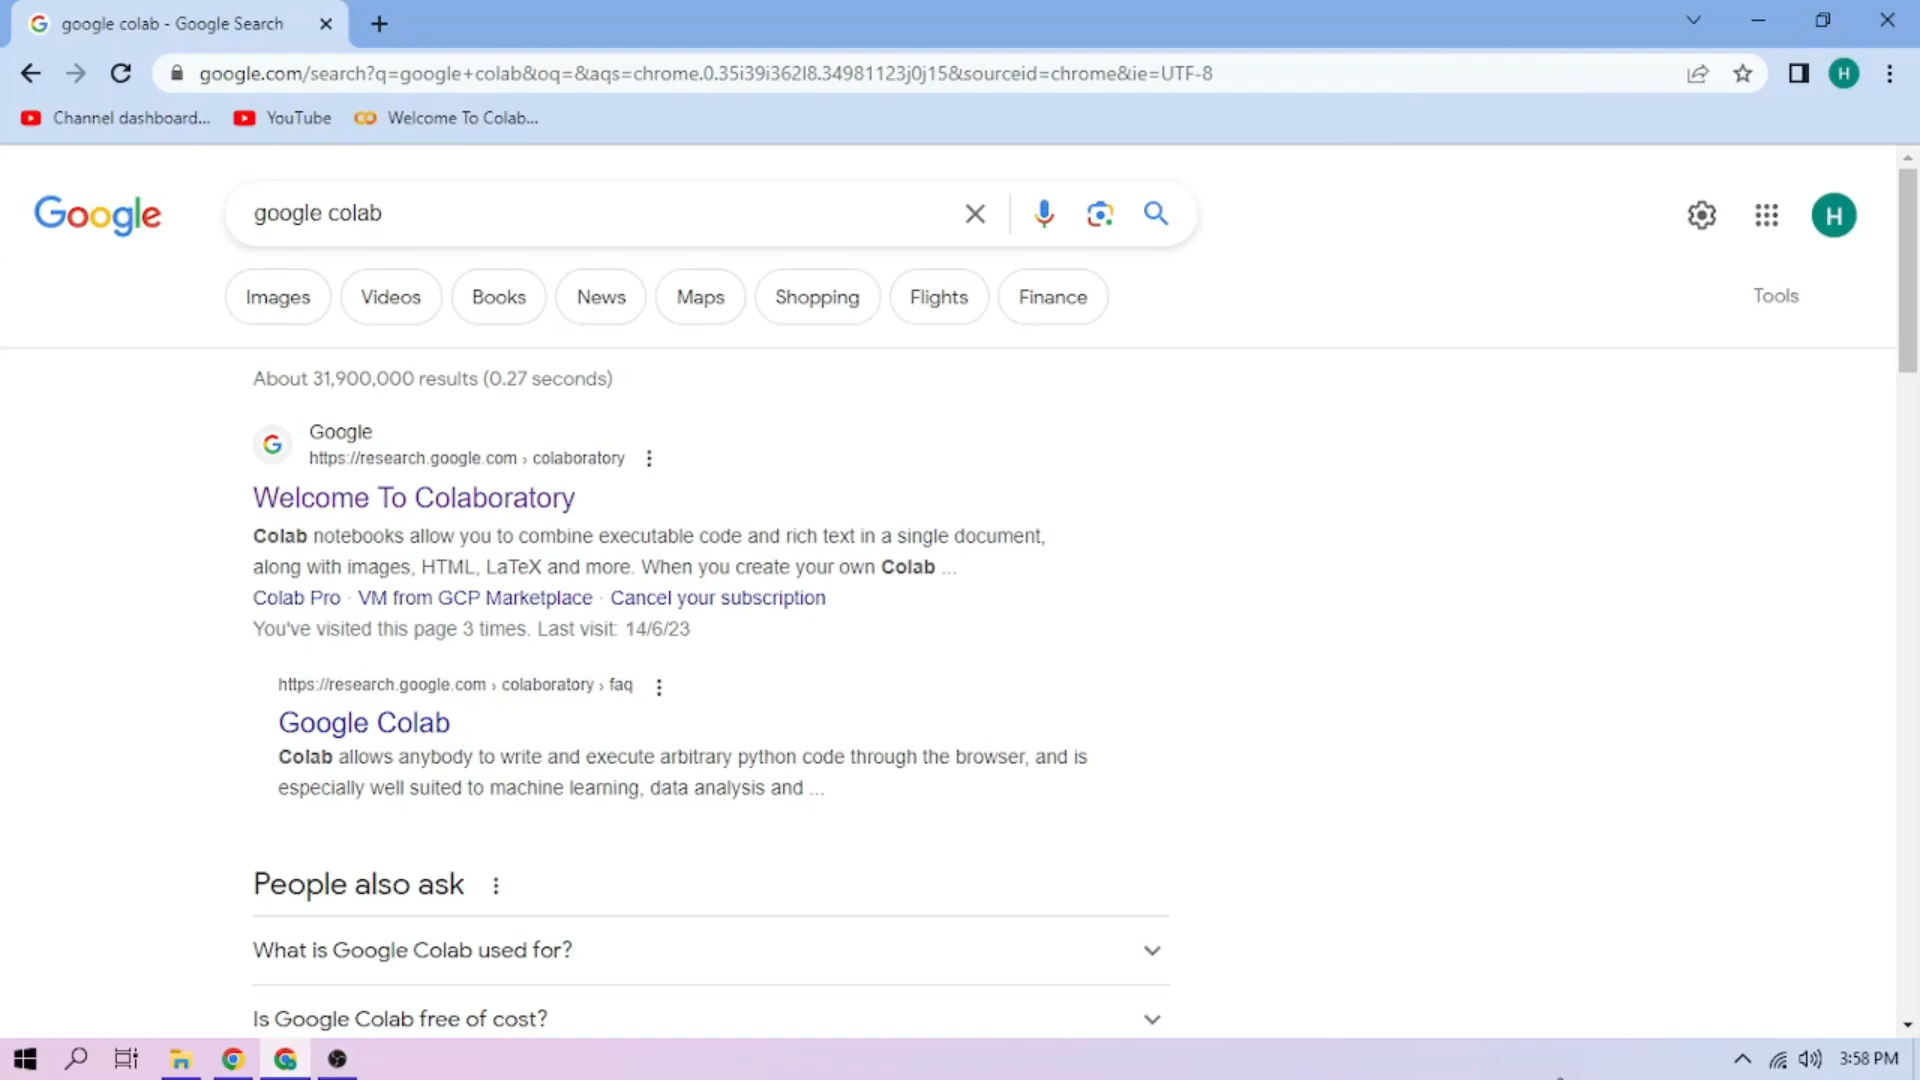 google colab - Google Search
google.com/search?q=google+colab&oq=&aqs=chrome.0.35i39i362l8.34981123j0j15&sourceid=chrome&ie=UTF-8
H
Channel dashboard...
YouTube
Welcome To Colab...
Google
google colab
H
Images
Videos
Books
News
Maps
Shopping
Flights
Finance
Tools
About 31,900,000 results (0.27 seconds)
Google
https://research.google.com › colaboratory
Welcome To Colaboratory
Colab notebooks allow you to combine executable code and rich text in a single document,
along with images, HTML, LaTeX and more. When you create your own Colab ...
Colab Pro · VM from GCP Marketplace · Cancel your subscription
You've visited this page 3 times. Last visit: 14/6/23
https://research.google.com › colaboratory › faq
Google Colab
Colab allows anybody to write and execute arbitrary python code through the browser, and is
especially well suited to machine learning, data analysis and ...
People also ask
What is Google Colab used for?
Is Google Colab free of cost?
3:58 PM